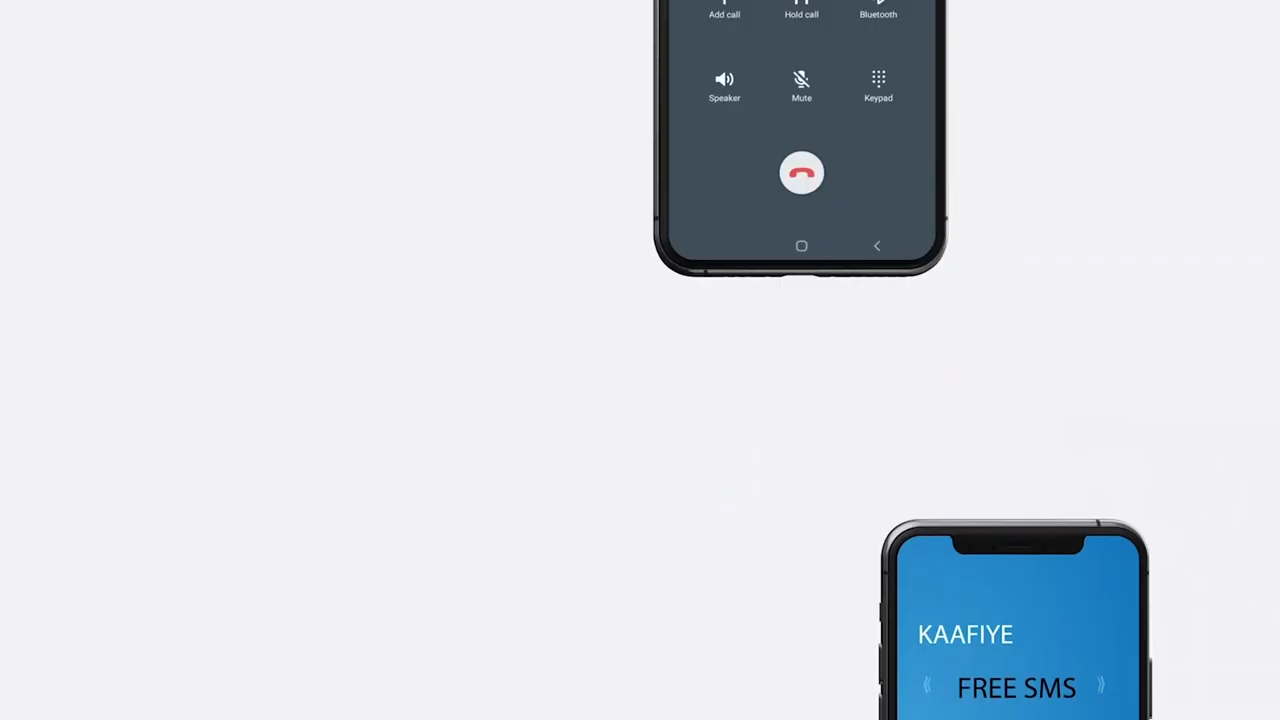 Add call Hold call Bluetooth
Speaker Mute Keypad
KAAFIYE
FREE SMS